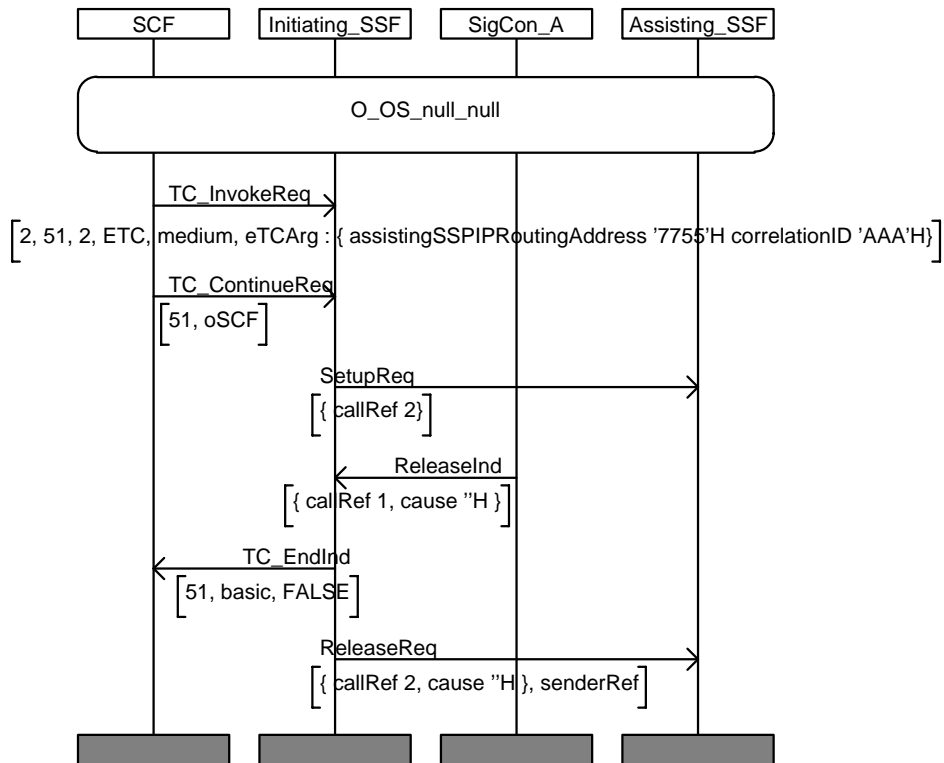 SCF Initiating_SSF SigCon_A Assisting_SSF
O_OS_null_null
TC_InvokeReq
2, 51, 2, ETC, medium, eTCArg : { assistingSSPIPRoutingAddress '7755'H correlationID 'AAA'H}
TC_ContinueReq
51, oSCF
SetupReq
{ callRef 2}
ReleaseInd
{ callRef 1, cause ''H }
TC_EndInd
51, basic, FALSE
ReleaseReq
{ callRef 2, cause ''H }, senderRef